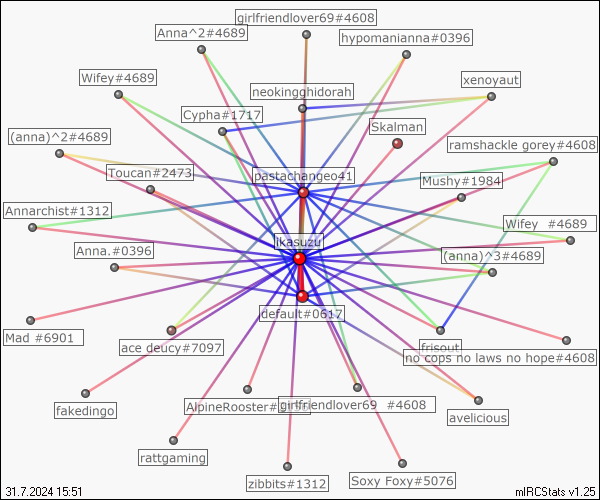 girlfriendlover69#4608
Anna^2#4689
hypomanianna#0396
Wifey#4689
xenoyaut
neokingghidorah
Cypha#1717
Skalman
(anna)^2#4689
ramshackle gorey#4608
Toucan#2473
pastachangeo41
Mushy#1984
Annarchist#1312
Wifey #4689
ikasuzu
Anna.#0396
(anna)^3#4689
default#0617
Mad #6901
ace deucy#7097
frisout
no cops no laws no hope#4608
fakedingo
AlpineRooster#
girlfriendlover69 #4608
avelicious
rattgaming
zibbits#1312
Soxy Foxy#5076
31.7.2024 15:51
mIRCStats v1.25